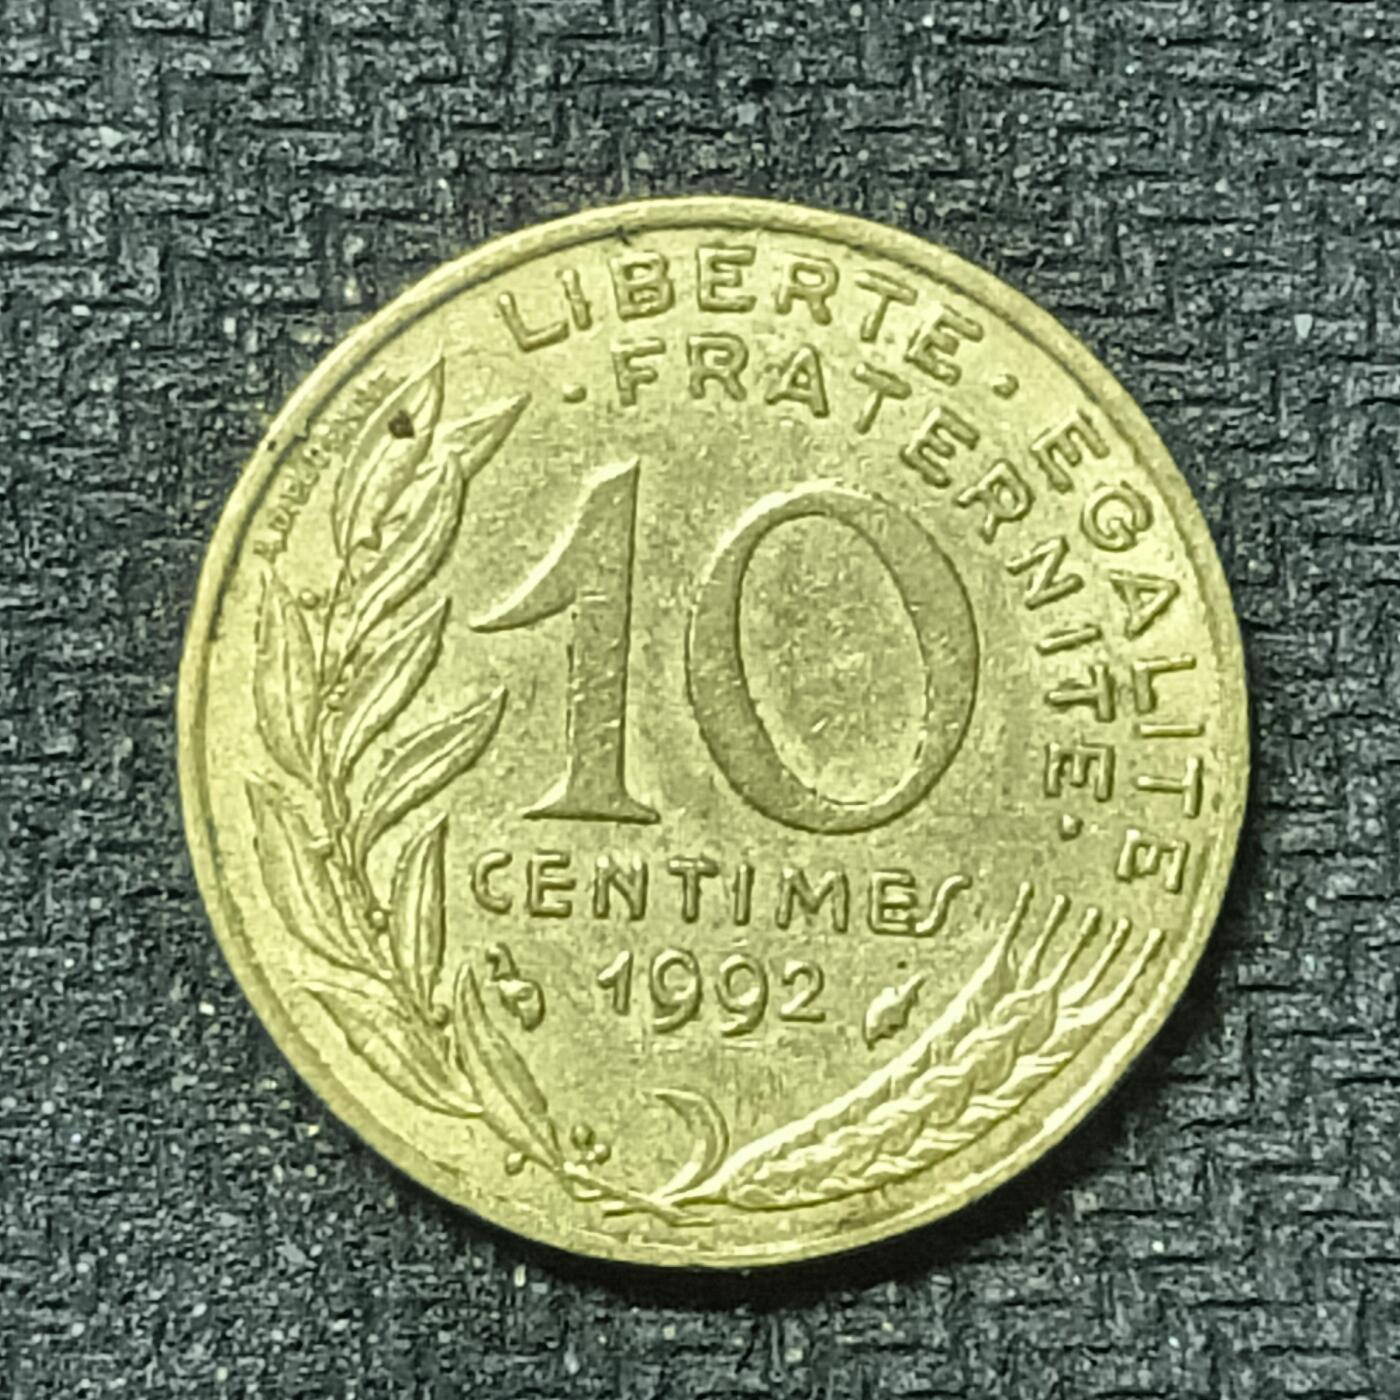 LIBERTE · EGALITE
· FRATERNITE ·
10
CENTIMES
1992